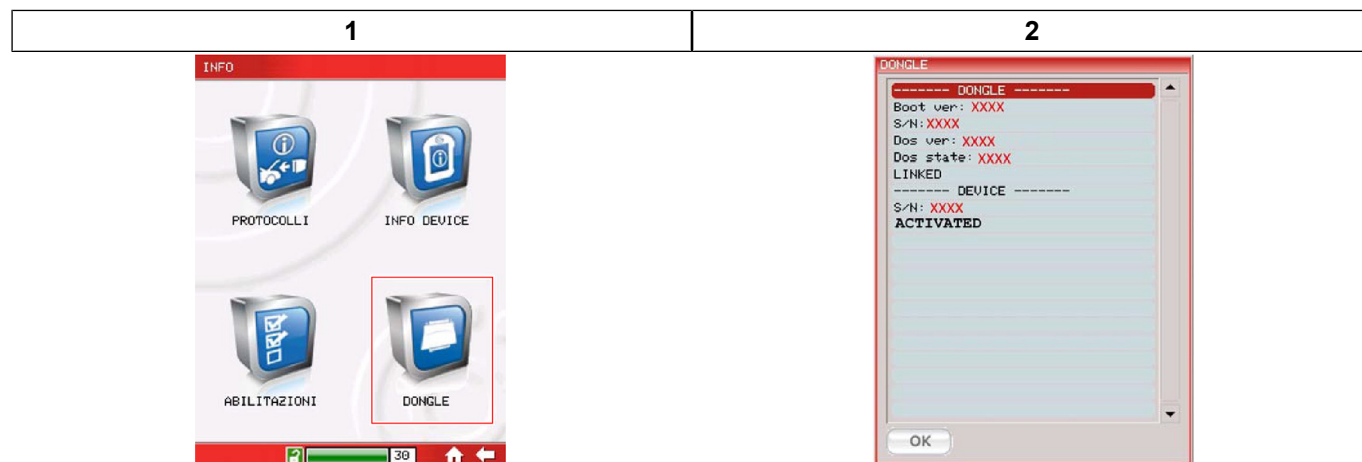 1
2
INFO
PROTOCOLLI
INFO DEVICE
ABILITAZIONI
DONGLE
30
DONGLE
------- DONGLE -------
Boot ver: XXXX
S/N: XXXX
Dos ver: XXXX
Dos state: XXXX
LINKED
------- DEVICE -------
S/N: XXXX
ACTIVATED
OK